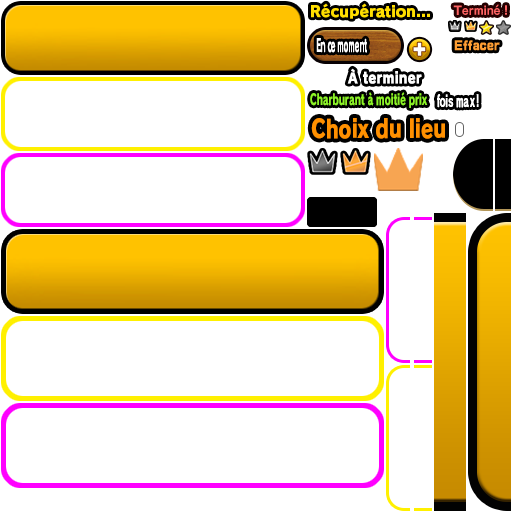 Récupération...
Terminé !
En ce moment
Effacer
À terminer
Charburant à moitié prix
fois max!
Choix du lieu